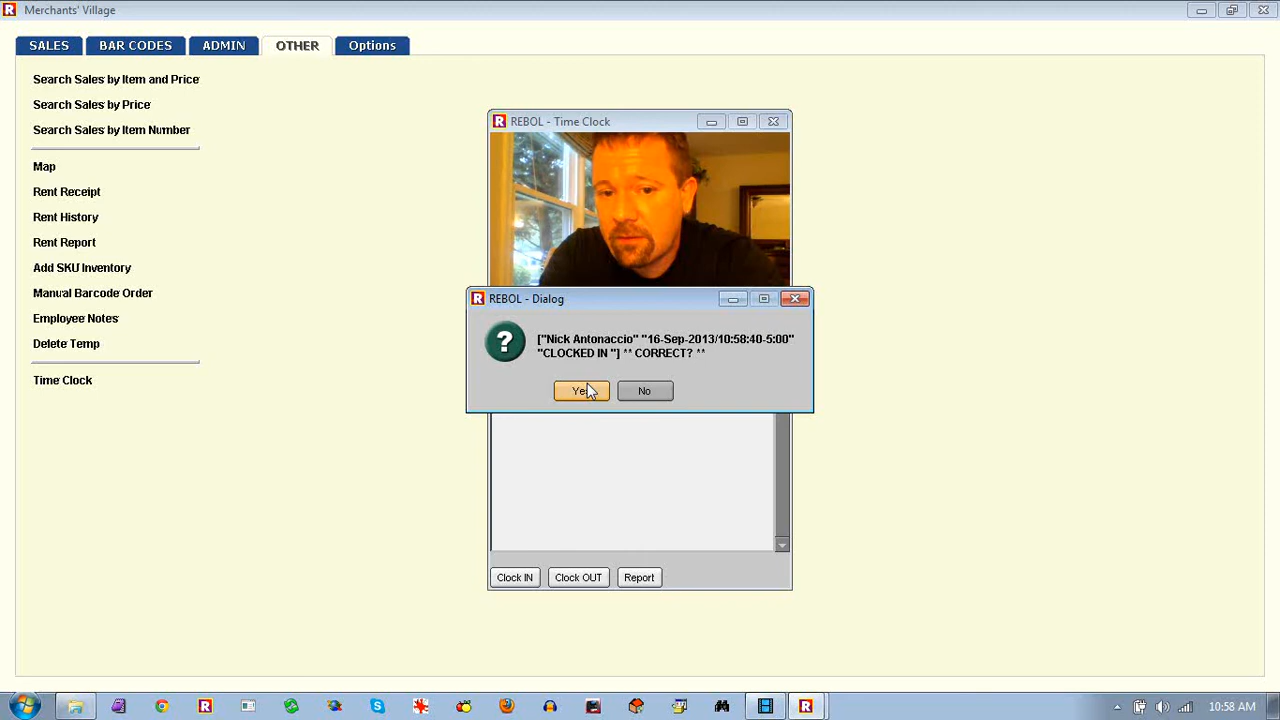 Merchants' Village
SALES
BAR CODES
ADMIN
OTHER
Options
Search Sales by Item and Price
Search Sales by Price
Search Sales by Item Number
Map
Rent Receipt
Rent History
Rent Report
Add SKU Inventory
Manual Barcode Order
Employee Notes
Delete Temp
Time Clock
REBOL - Time Clock
REBOL - Dialog
["Nick Antonaccio" "16-Sep-2013/10:58:40-5:00"
"CLOCKED IN "] ** CORRECT? **
Yes
No
Clock IN
Clock OUT
Report
10:58 AM